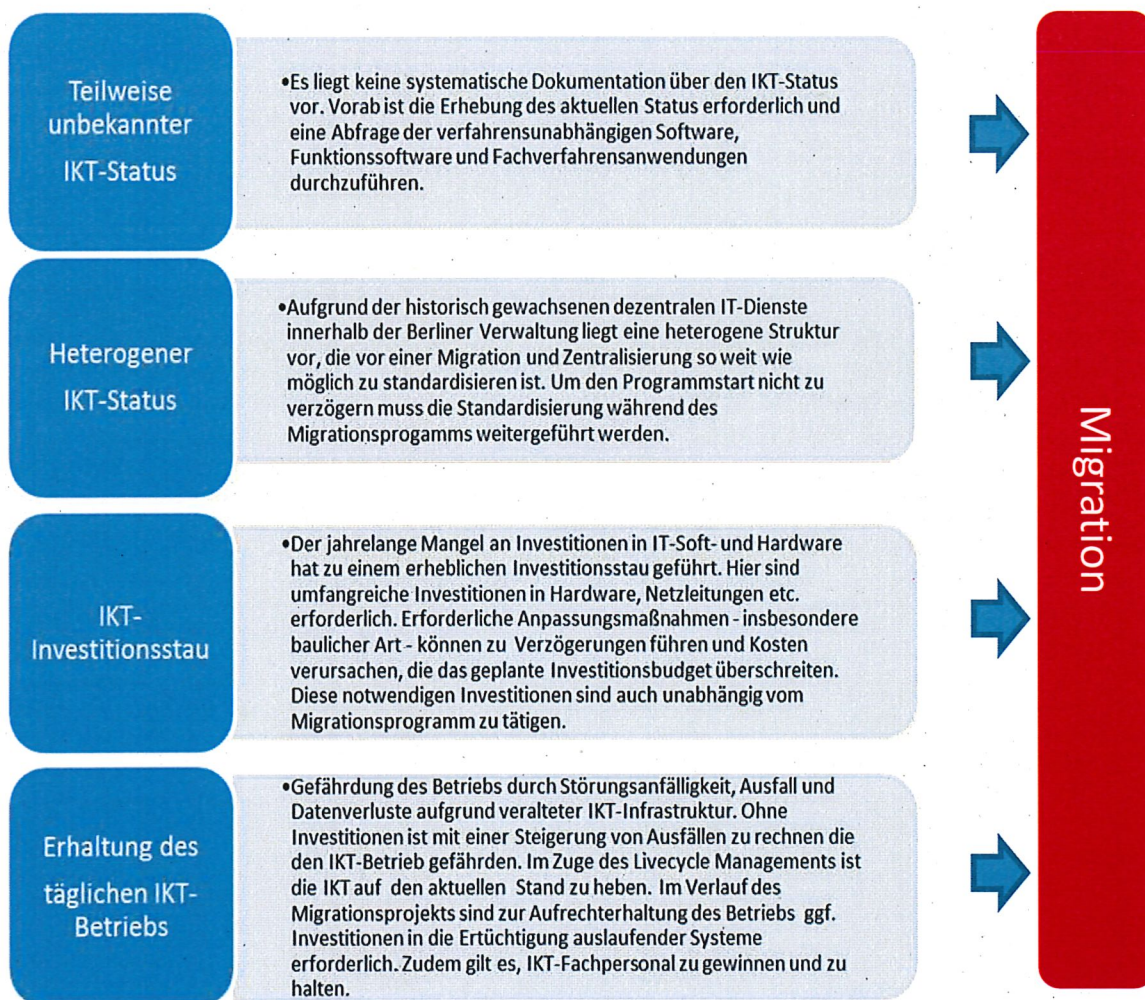 Teilweise
unbekannter
IKT-Status
•Es liegt keine systematische Dokumentation über den IKT-Status
vor. Vorab ist die Erhebung des aktuellen Status erforderlich und
eine Abfrage der verfahrensunabhängigen Software,
Funktionssoftware und Fachverfahrensanwendungen
durchzuführen.
Heterogener
IKT-Status
•Aufgrund der historisch gewachsenen dezentralen IT-Dienste
innerhalb der Berliner Verwaltung liegt eine heterogene Struktur
vor, die vor einer Migration und Zentralisierung so weit wie
möglich zu standardisieren ist. Um den Programmstart nicht zu
verzögern muss die Standardisierung während des
Migrationsprogamms weitergeführt werden.
IKT-
Investitionsstau
•Der jahrelange Mangel an Investitionen in IT-Soft- und Hardware
hat zu einem erheblichen Investitionsstau geführt. Hier sind
umfangreiche Investitionen in Hardware, Netzleitungen etc.
erforderlich. Erforderliche Anpassungsmaßnahmen - insbesondere
baulicher Art - können zu Verzögerungen führen und Kosten
verursachen, die das geplante Investitionsbudget überschreiten.
Diese notwendigen Investitionen sind auch unabhängig vom
Migrationsprogramm zu tätigen.
Erhaltung des
täglichen IKT-
Betriebs
•Gefährdung des Betriebs durch Störungsanfälligkeit, Ausfall und
Datenverluste aufgrund veralteter IKT-Infrastruktur. Ohne
Investitionen ist mit einer Steigerung von Ausfällen zu rechnen die
den IKT-Betrieb gefährden. Im Zuge des Livecycle Managements ist
die IKT auf den aktuellen Stand zu heben. Im Verlauf des
Migrationsprojekts sind zur Aufrechterhaltung des Betriebs ggf.
Investitionen in die Ertüchtigung auslaufender Systeme
erforderlich. Zudem gilt es, IKT-Fachpersonal zu gewinnen und zu
halten.
Migration